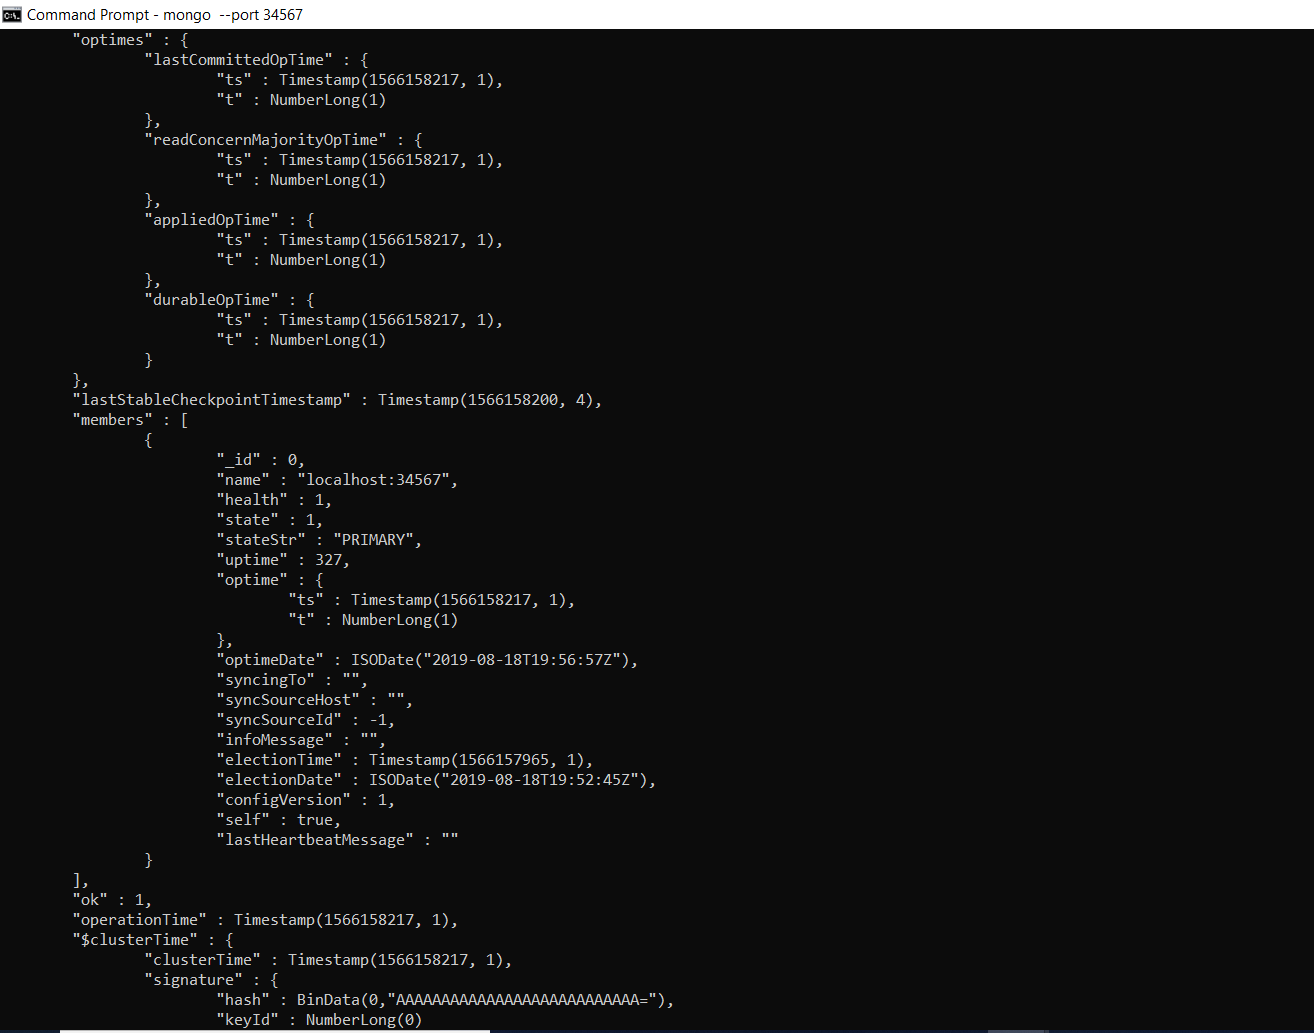 Command Prompt - mongo  --port 34567
"optimes" : {
"lastCommittedOpTime" : {
"ts" : Timestamp(1566158217, 1),
"t" : NumberLong(1)
},
"readConcernMajorityOpTime" : {
"ts" : Timestamp(1566158217, 1),
"t" : NumberLong(1)
},
"appliedOpTime" : {
"ts" : Timestamp(1566158217, 1),
"t" : NumberLong(1)
},
"durableOpTime" : {
"ts" : Timestamp(1566158217, 1),
"t" : NumberLong(1)
}
},
"lastStableCheckpointTimestamp" : Timestamp(1566158200, 4),
"members" : [
{
"_id" : 0,
"name" : "localhost:34567",
"health" : 1,
"state" : 1,
"stateStr" : "PRIMARY",
"uptime" : 327,
"optime" : {
"ts" : Timestamp(1566158217, 1),
"t" : NumberLong(1)
},
"optimeDate" : ISODate("2019-08-18T19:56:57Z"),
"syncingTo" : "",
"syncSourceHost" : "",
"syncSourceId" : -1,
"infoMessage" : "",
"electionTime" : Timestamp(1566157965, 1),
"electionDate" : ISODate("2019-08-18T19:52:45Z"),
"configVersion" : 1,
"self" : true,
"lastHeartbeatMessage" : ""
}
],
"ok" : 1,
"operationTime" : Timestamp(1566158217, 1),
"$clusterTime" : {
"clusterTime" : Timestamp(1566158217, 1),
"signature" : {
"hash" : BinData(0,"AAAAAAAAAAAAAAAAAAAAAAAAAAA="),
"keyId" : NumberLong(0)